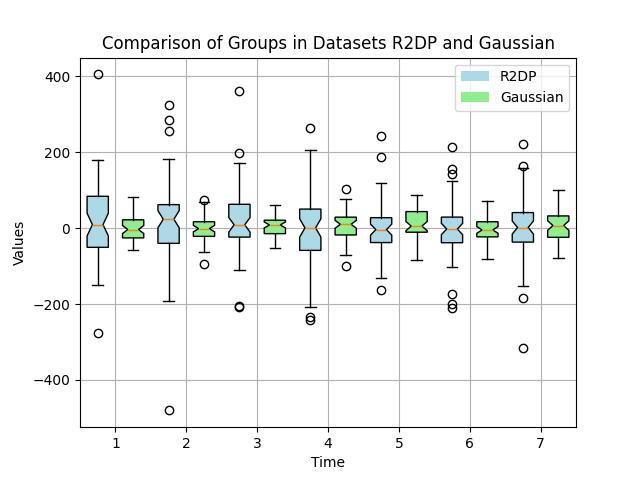 Comparison of Groups in Datasets R2DP and Gaussian
R2DP
Gaussian
400
200
0
−200
−400
Values
1 2 3 4 5 6 7
Time